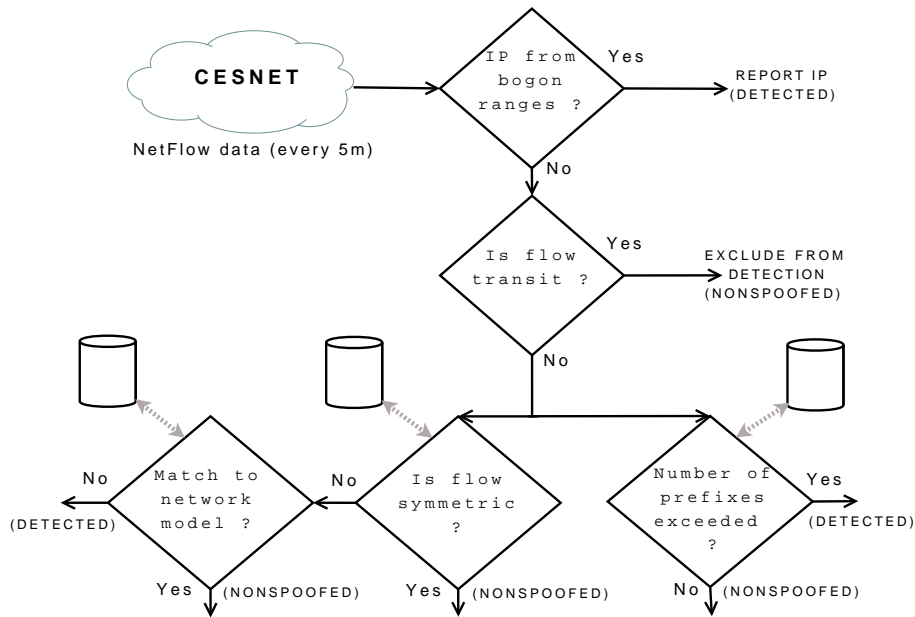 CESNET
NetFlow data (every 5m)
IP from
bogon
ranges ?
Yes
REPORT IP
(DETECTED)
No
Is flow
transit ?
Yes
EXCLUDE FROM
DETECTION
(NONSPOOFED)
No
No
(DETECTED)
Match to
network
model ?
Yes
(NONSPOOFED)
No
Is flow
symmetric
?
Yes
(NONSPOOFED)
Number of
prefixes
exceeded
?
Yes
(DETECTED)
No
(NONSPOOFED)